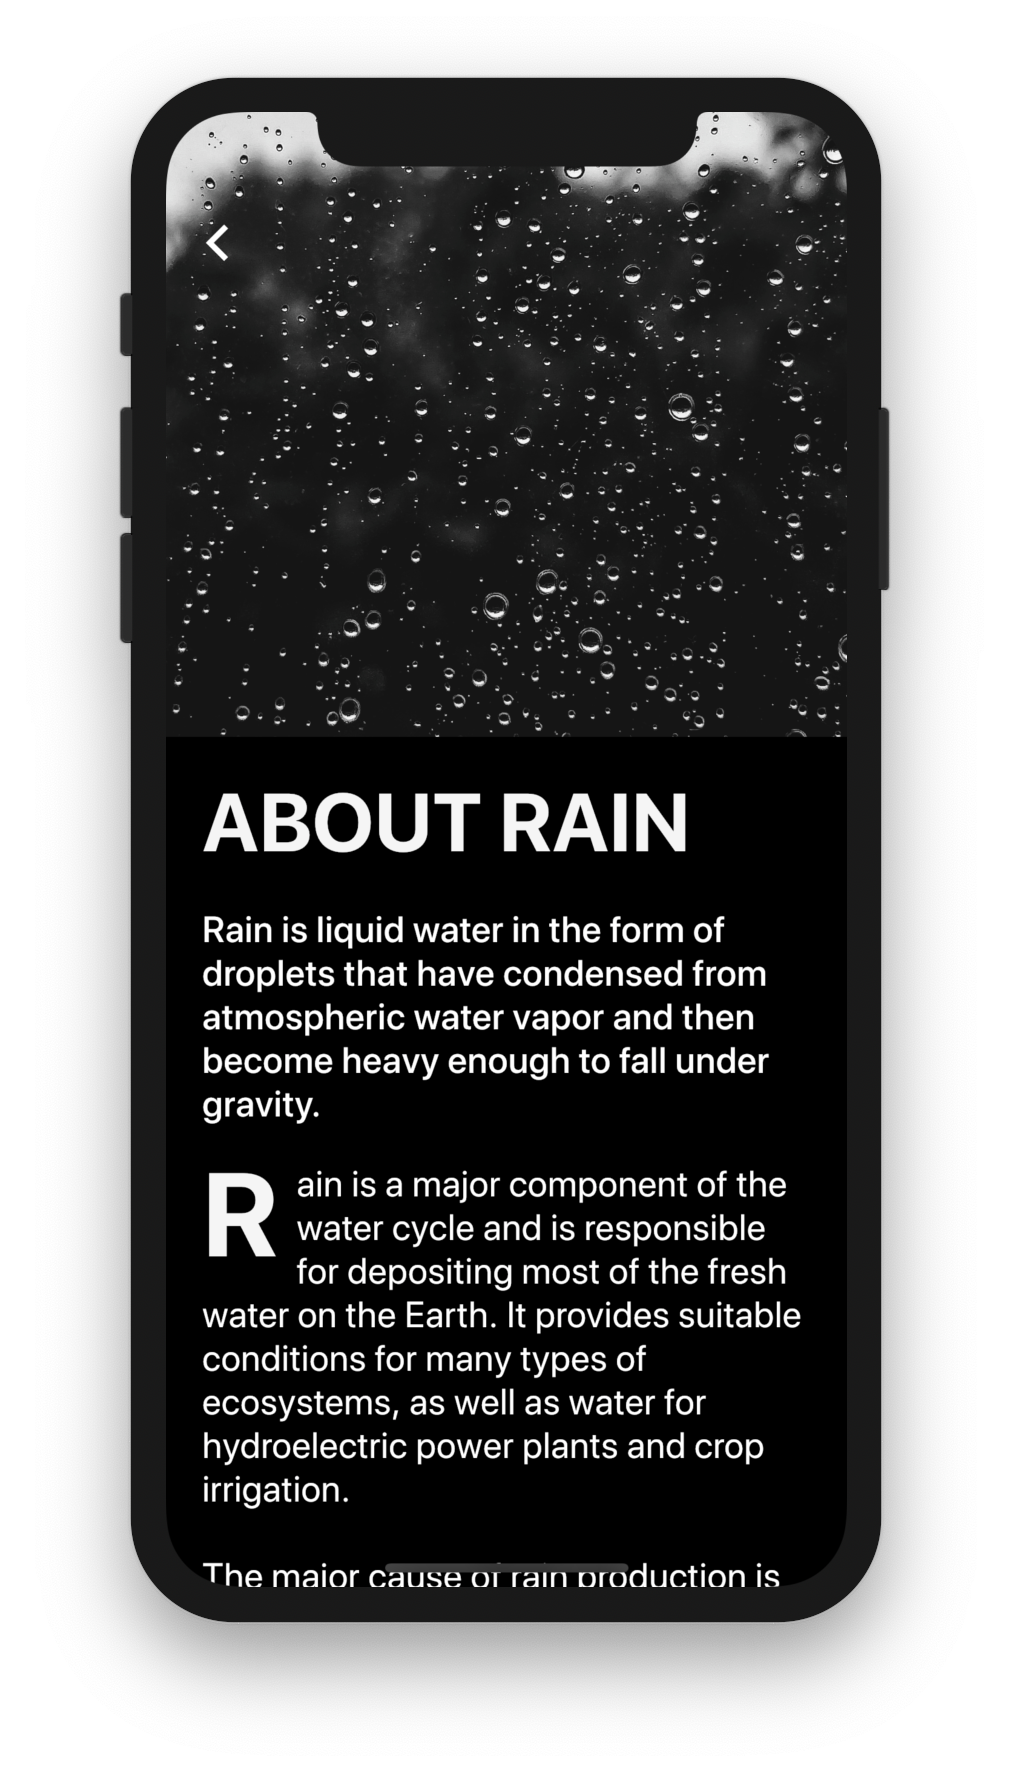 ABOUT RAIN
Rain is liquid water in the form of
droplets that have condensed from
atmospheric water vapor and then
become heavy enough to fall under
gravity.
Rain is a major component of the
water cycle and is responsible
for depositing most of the fresh
water on the Earth. It provides suitable
conditions for many types of
ecosystems, as well as water for
hydroelectric power plants and crop
irrigation.
The major cause of rain production is